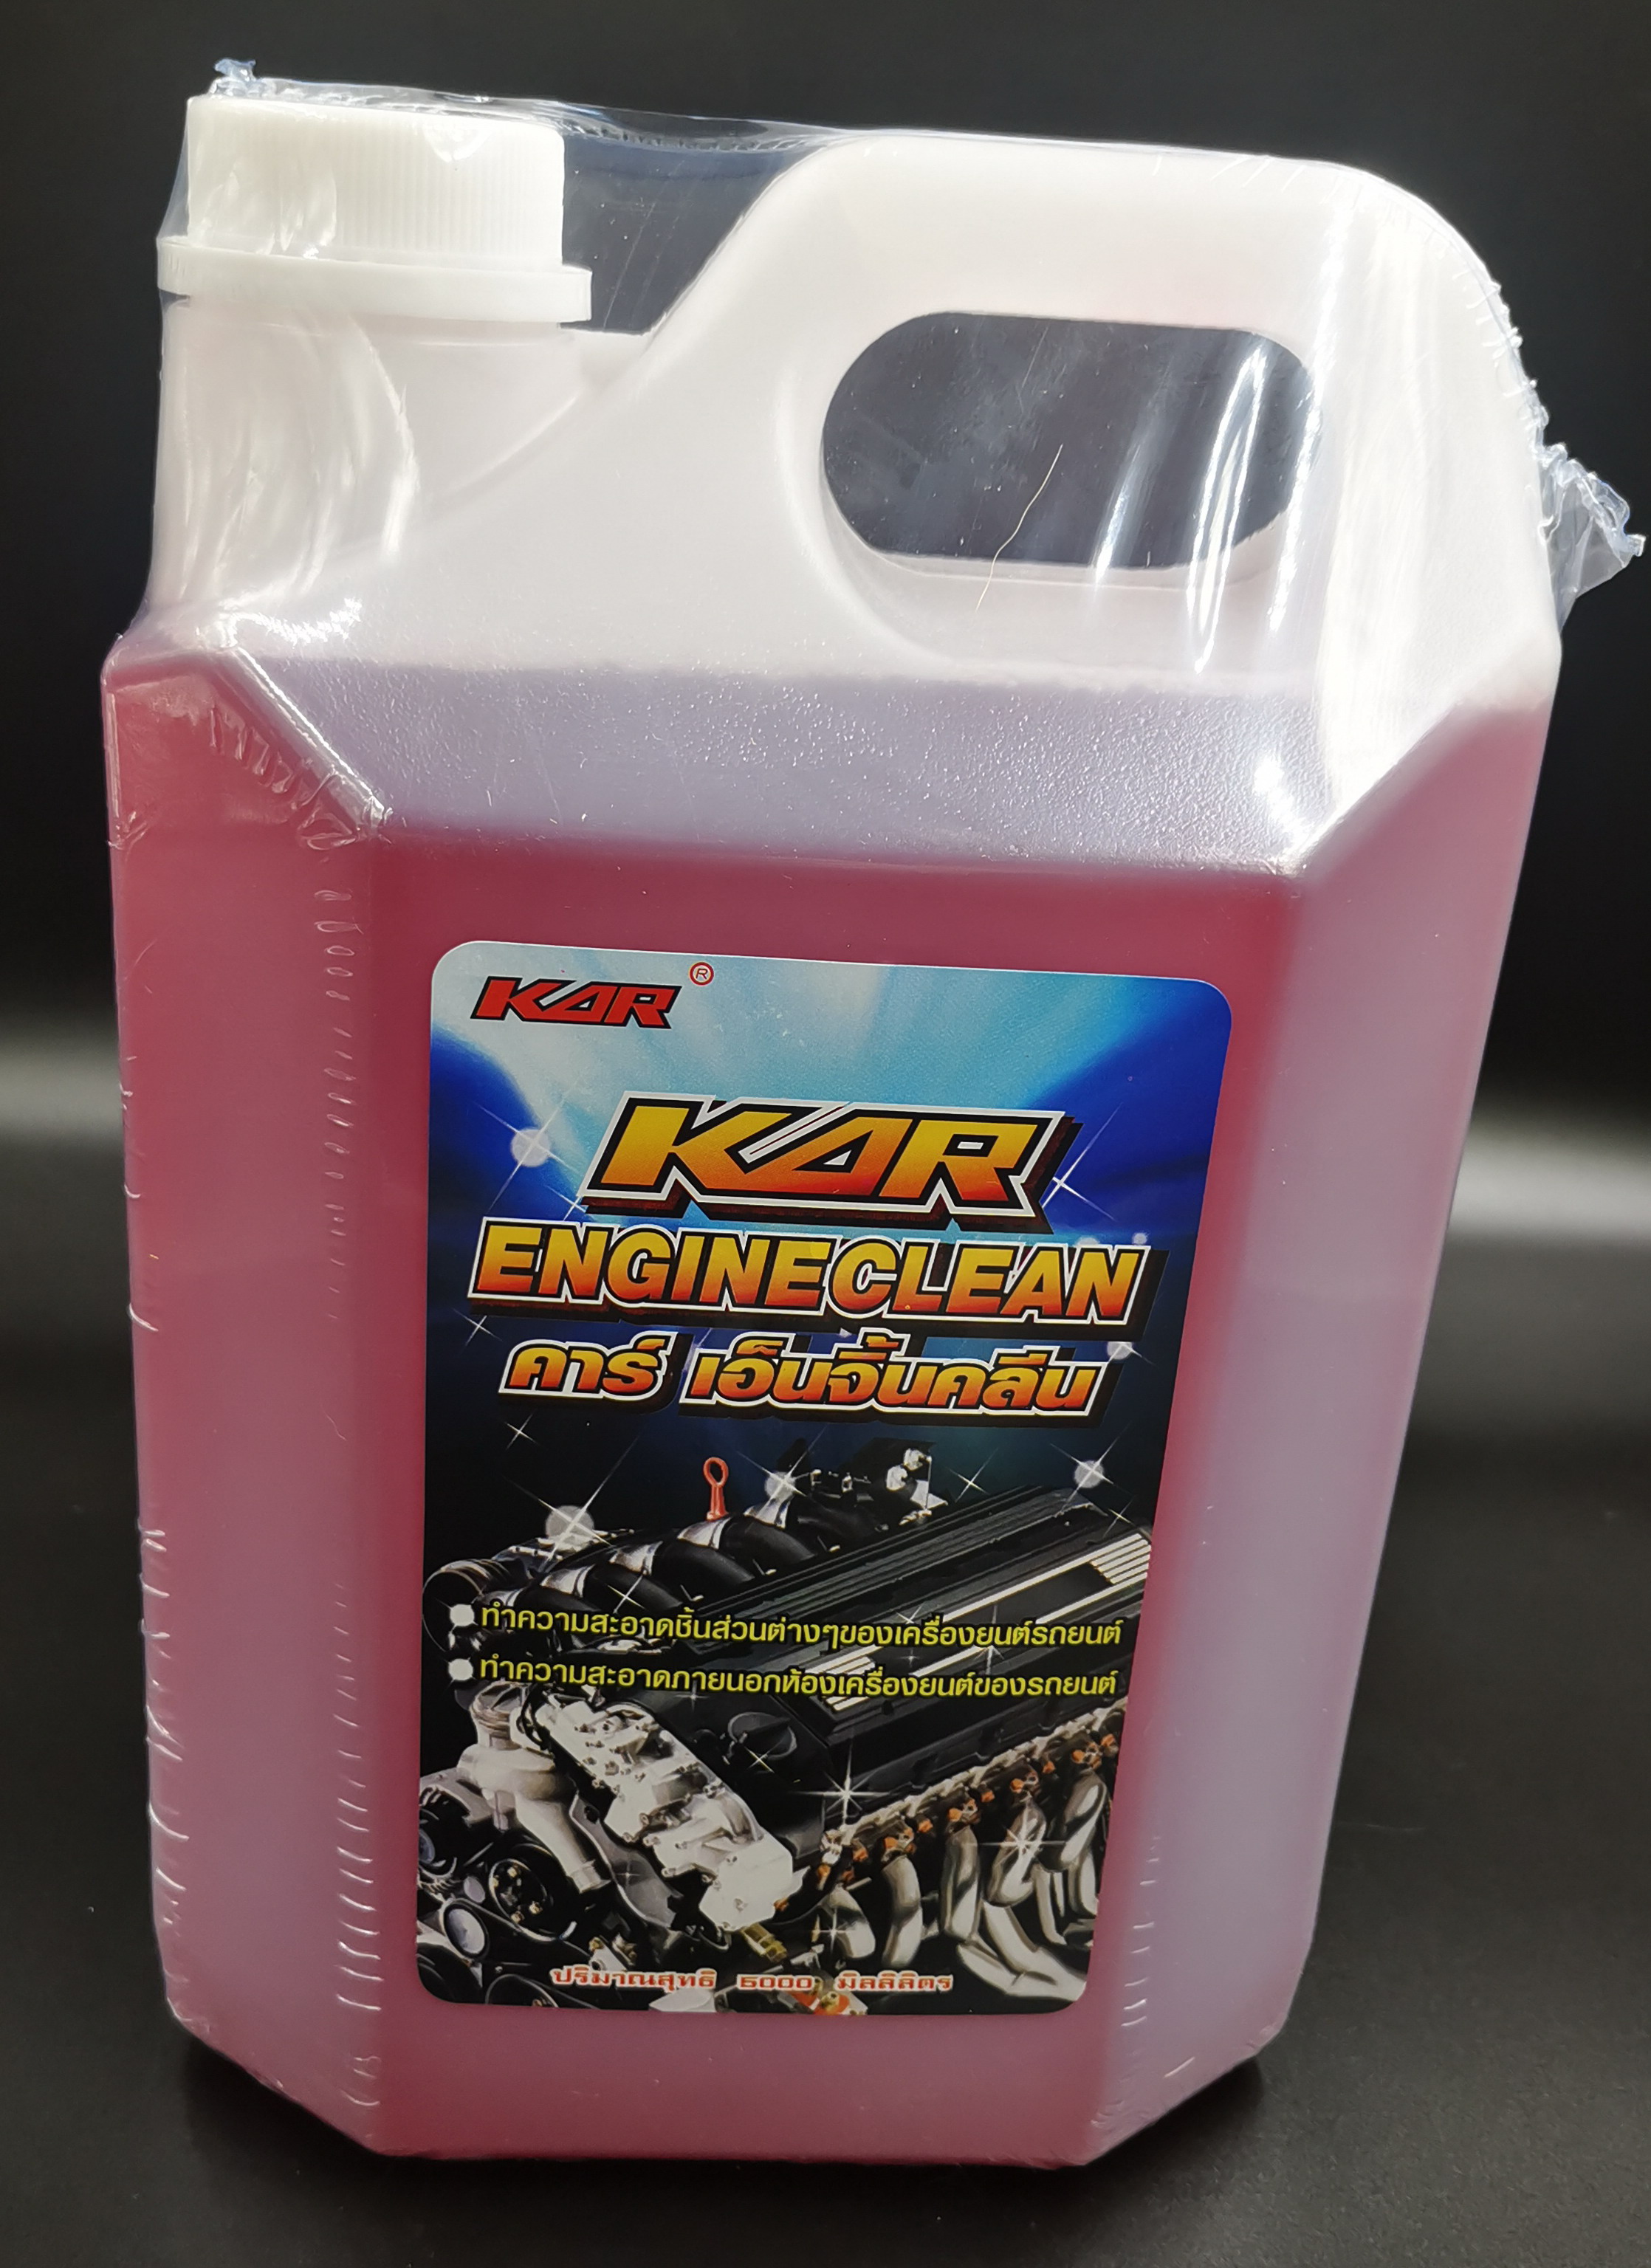 KAR ®
KAR
ENGINECLEAN
คาร์ เอ็นจิ้นคลีน
ทำความสะอาดชิ้นส่วนต่างๆของเครื่องยนต์รถยนต์
ทำความสะอาดภายนอกห้องเครื่องยนต์ของรถยนต์
ปริมาณสุทธิ 5000 มิลลิลิตร